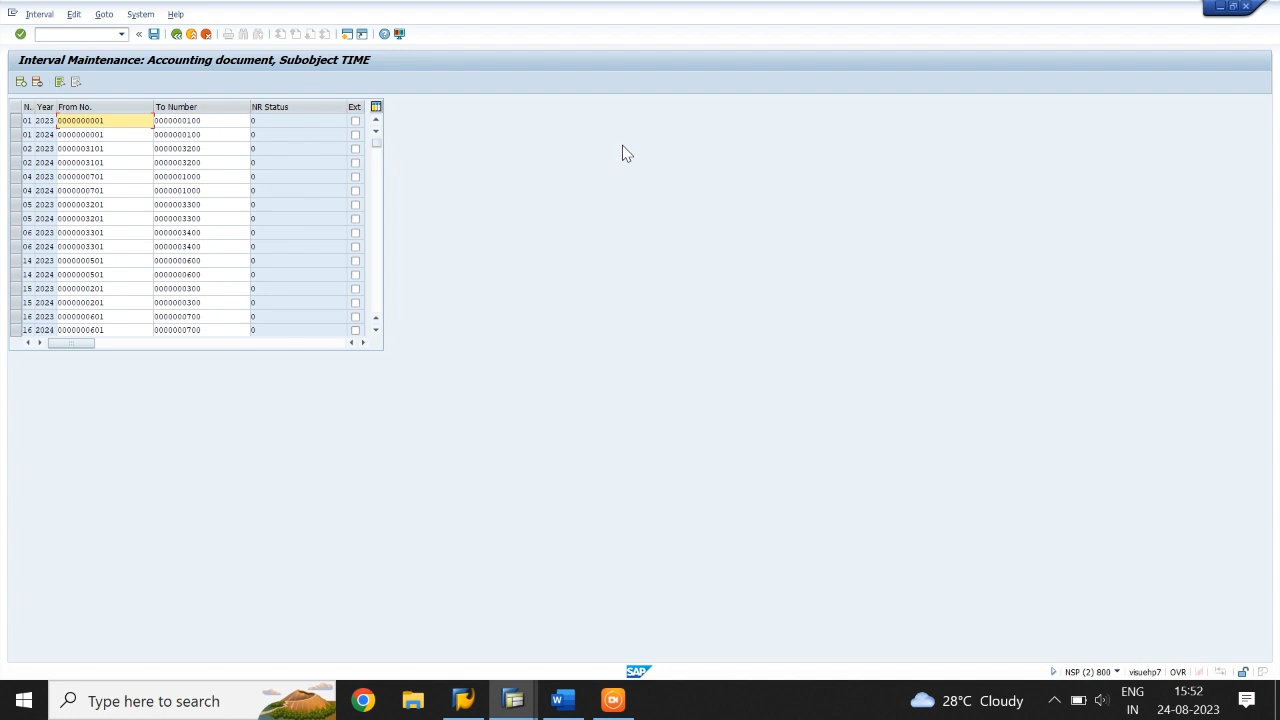 Interval Edit Goto System Help
Interval Maintenance: Accounting document, Subobject TIME
N.. Year From No. To Number NR Status Ext
01 2023 0000000001 0000000100 0
01 2024 0000000001 0000000100 0
02 2023 0000003101 0000003200 0
02 2024 0000003101 0000003200 0
04 2023 0000000701 0000001000 0
04 2024 0000000701 0000001000 0
05 2023 0000003201 0000003300 0
05 2024 0000003201 0000003300 0
06 2023 0000003301 0000003400 0
06 2024 0000003301 0000003400 0
14 2023 0000000501 0000000600 0
14 2024 0000000501 0000000600 0
15 2023 0000000201 0000000300 0
15 2024 0000000201 0000000300 0
16 2023 0000000601 0000000700 0
16 2024 0000000601 0000000700 0
SAP NSP (2) 800 visuehp7 OVR
Type here to search 28°C Cloudy ENG 15:52
IN 24-08-2023